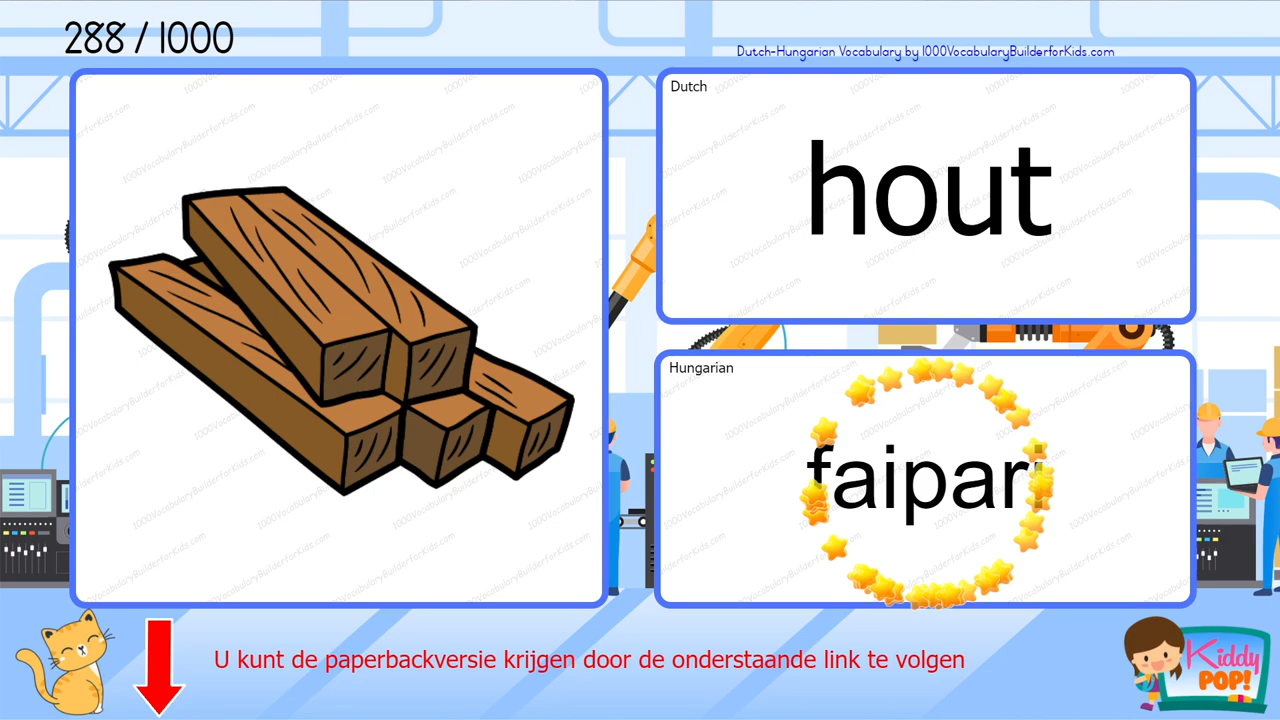 288 / 1000
Dutch-Hungarian Vocabulary by 1000VocabularyBuilderforKids.com
Dutch
hout
Hungarian
faipari
U kunt de paperbackversie krijgen door de onderstaande link te volgen
Kiddy
POP!